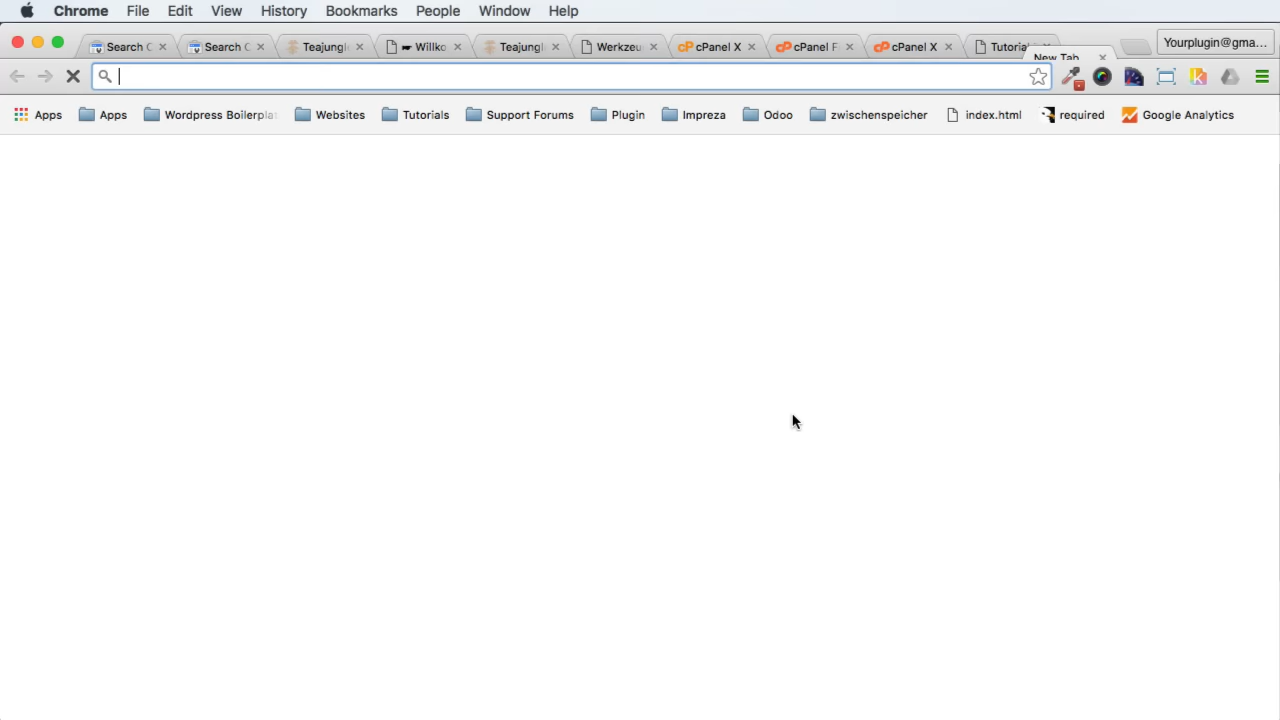 Chrome File Edit View History Bookmarks People Window Help
Search C Search C Teajungl Willko Teajungl Werkzeu cPanel X cPanel F cPanel X Tutorial New Tab Yourplugin@gma...
Apps Apps Wordpress Boilerpla Websites Tutorials Support Forums Plugin Impreza Odoo zwischenspeicher index.html required Google Analytics